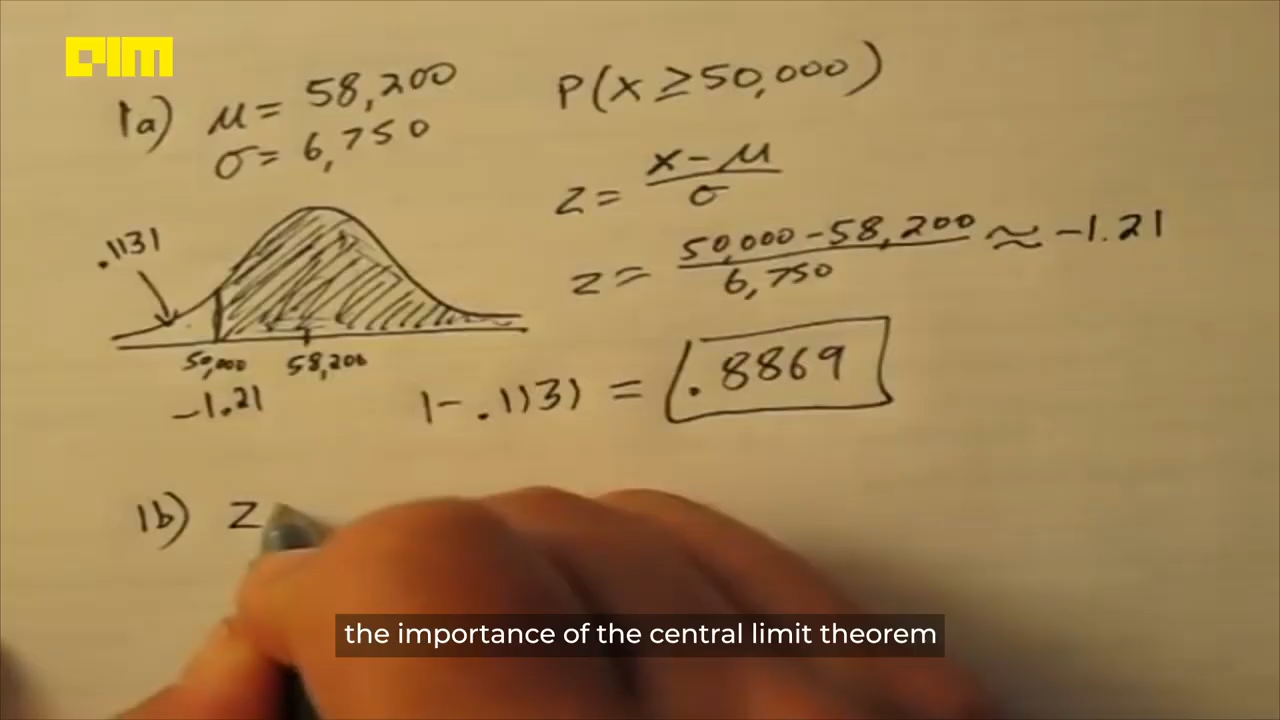 AIM
1a) μ = 58,200
σ = 6,750
P(x ≥ 50,000)
z = x - μ / σ
z = 50,000 - 58,200 / 6,750 ≈ -1.21
.1131
50,000 58,200
-1.21
1 - .1131 = .8869
1b) z
the importance of the central limit theorem